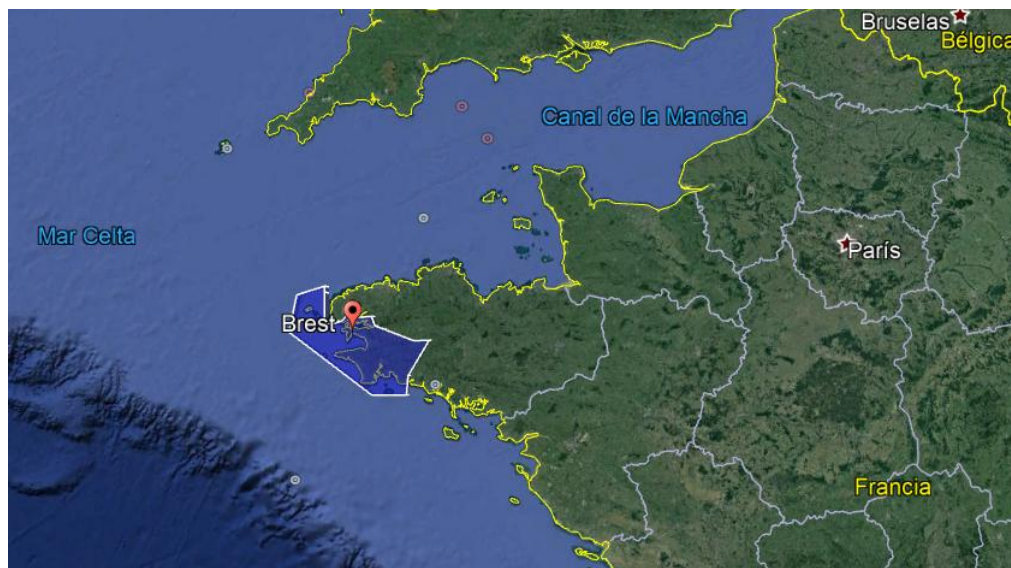 Bruselas
Bélgica
Canal de la Mancha
Mar Celta
París
Brest
Francia